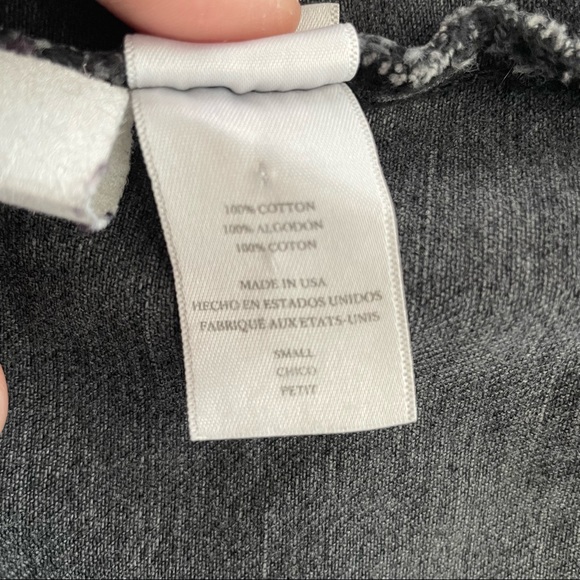 100% COTTON
100% ALGODÓN
100% COTON
MADE IN USA
HECHO EN ESTADOS UNIDOS
FABRIQUE AUX ETATS-UNIS
SMALL
CHICO
PETIT